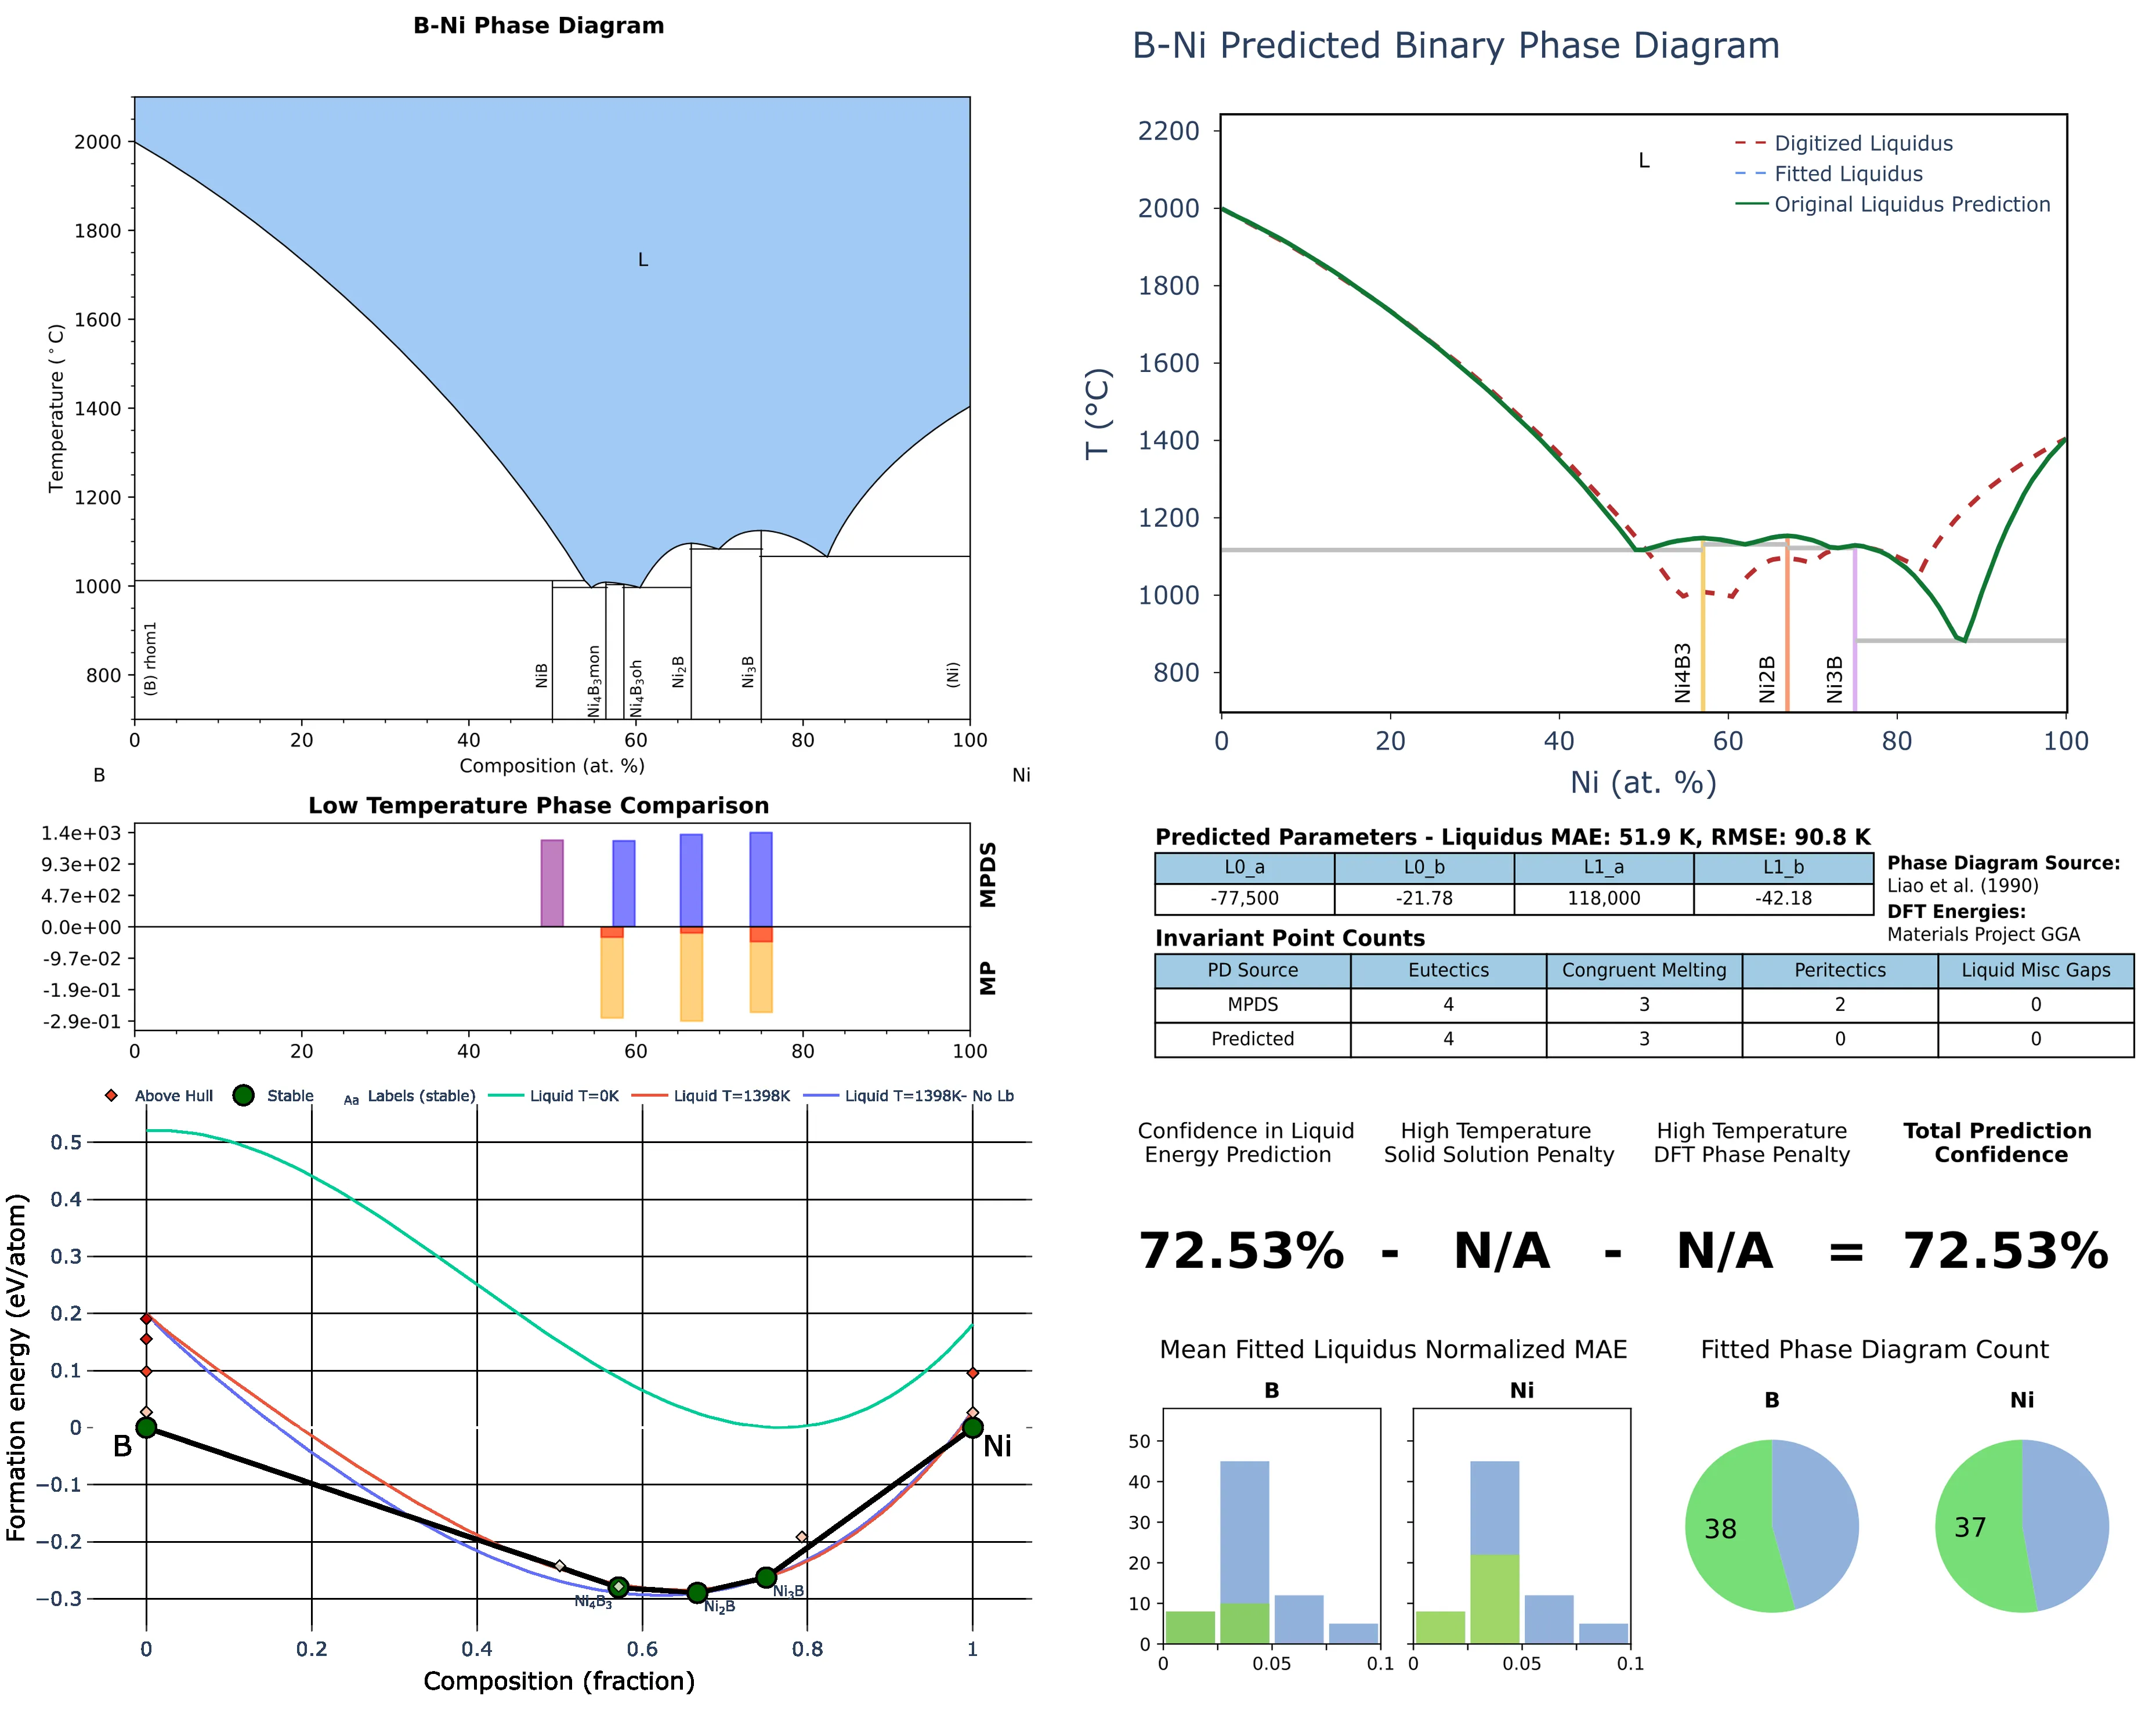 B-Ni Phase Diagram
2000
1800
1600
1400
1200
1000
800
Temperature (°C)
L
(B) rhom1
NiB
Ni₄B₃mon
Ni₄B₃oh
Ni₂B
Ni₃B
(Ni)
0 20 40 60 80 100
Composition (at. %)
B Ni
B-Ni Predicted Binary Phase Diagram
2200
2000
1800
1600
1400
1200
1000
800
T (°C)
L
Digitized Liquidus
Fitted Liquidus
Original Liquidus Prediction
Ni4B3
Ni2B
Ni3B
0 20 40 60 80 100
Ni (at. %)
Low Temperature Phase Comparison
1.4e+03
9.3e+02
4.7e+02
0.0e+00
-9.7e-02
-1.9e-01
-2.9e-01
MPDS
MP
0 20 40 60 80 100
Predicted Parameters - Liquidus MAE: 51.9 K, RMSE: 90.8 K
L0_a L0_b L1_a L1_b
-77,500 -21.78 118,000 -42.18
Phase Diagram Source:
Liao et al. (1990)
DFT Energies:
Materials Project GGA
Invariant Point Counts
PD Source Eutectics Congruent Melting Peritectics Liquid Misc Gaps
MPDS 4 3 2 0
Predicted 4 3 0 0
Above Hull Stable Aa Labels (stable) Liquid T=0K Liquid T=1398K Liquid T=1398K- No Lb
0.5
0.4
0.3
0.2
0.1
0
−0.1
−0.2
−0.3
Formation energy (eV/atom)
B
Ni
Ni₄B₃
Ni₂B
Ni₃B
0 0.2 0.4 0.6 0.8 1
Composition (fraction)
Confidence in Liquid
Energy Prediction
High Temperature
Solid Solution Penalty
High Temperature
DFT Phase Penalty
Total Prediction
Confidence
72.53% - N/A - N/A = 72.53%
Mean Fitted Liquidus Normalized MAE
B
Ni
50
40
30
20
10
0
0 0.05 0.1
0 0.05 0.1
Fitted Phase Diagram Count
B
Ni
38
37